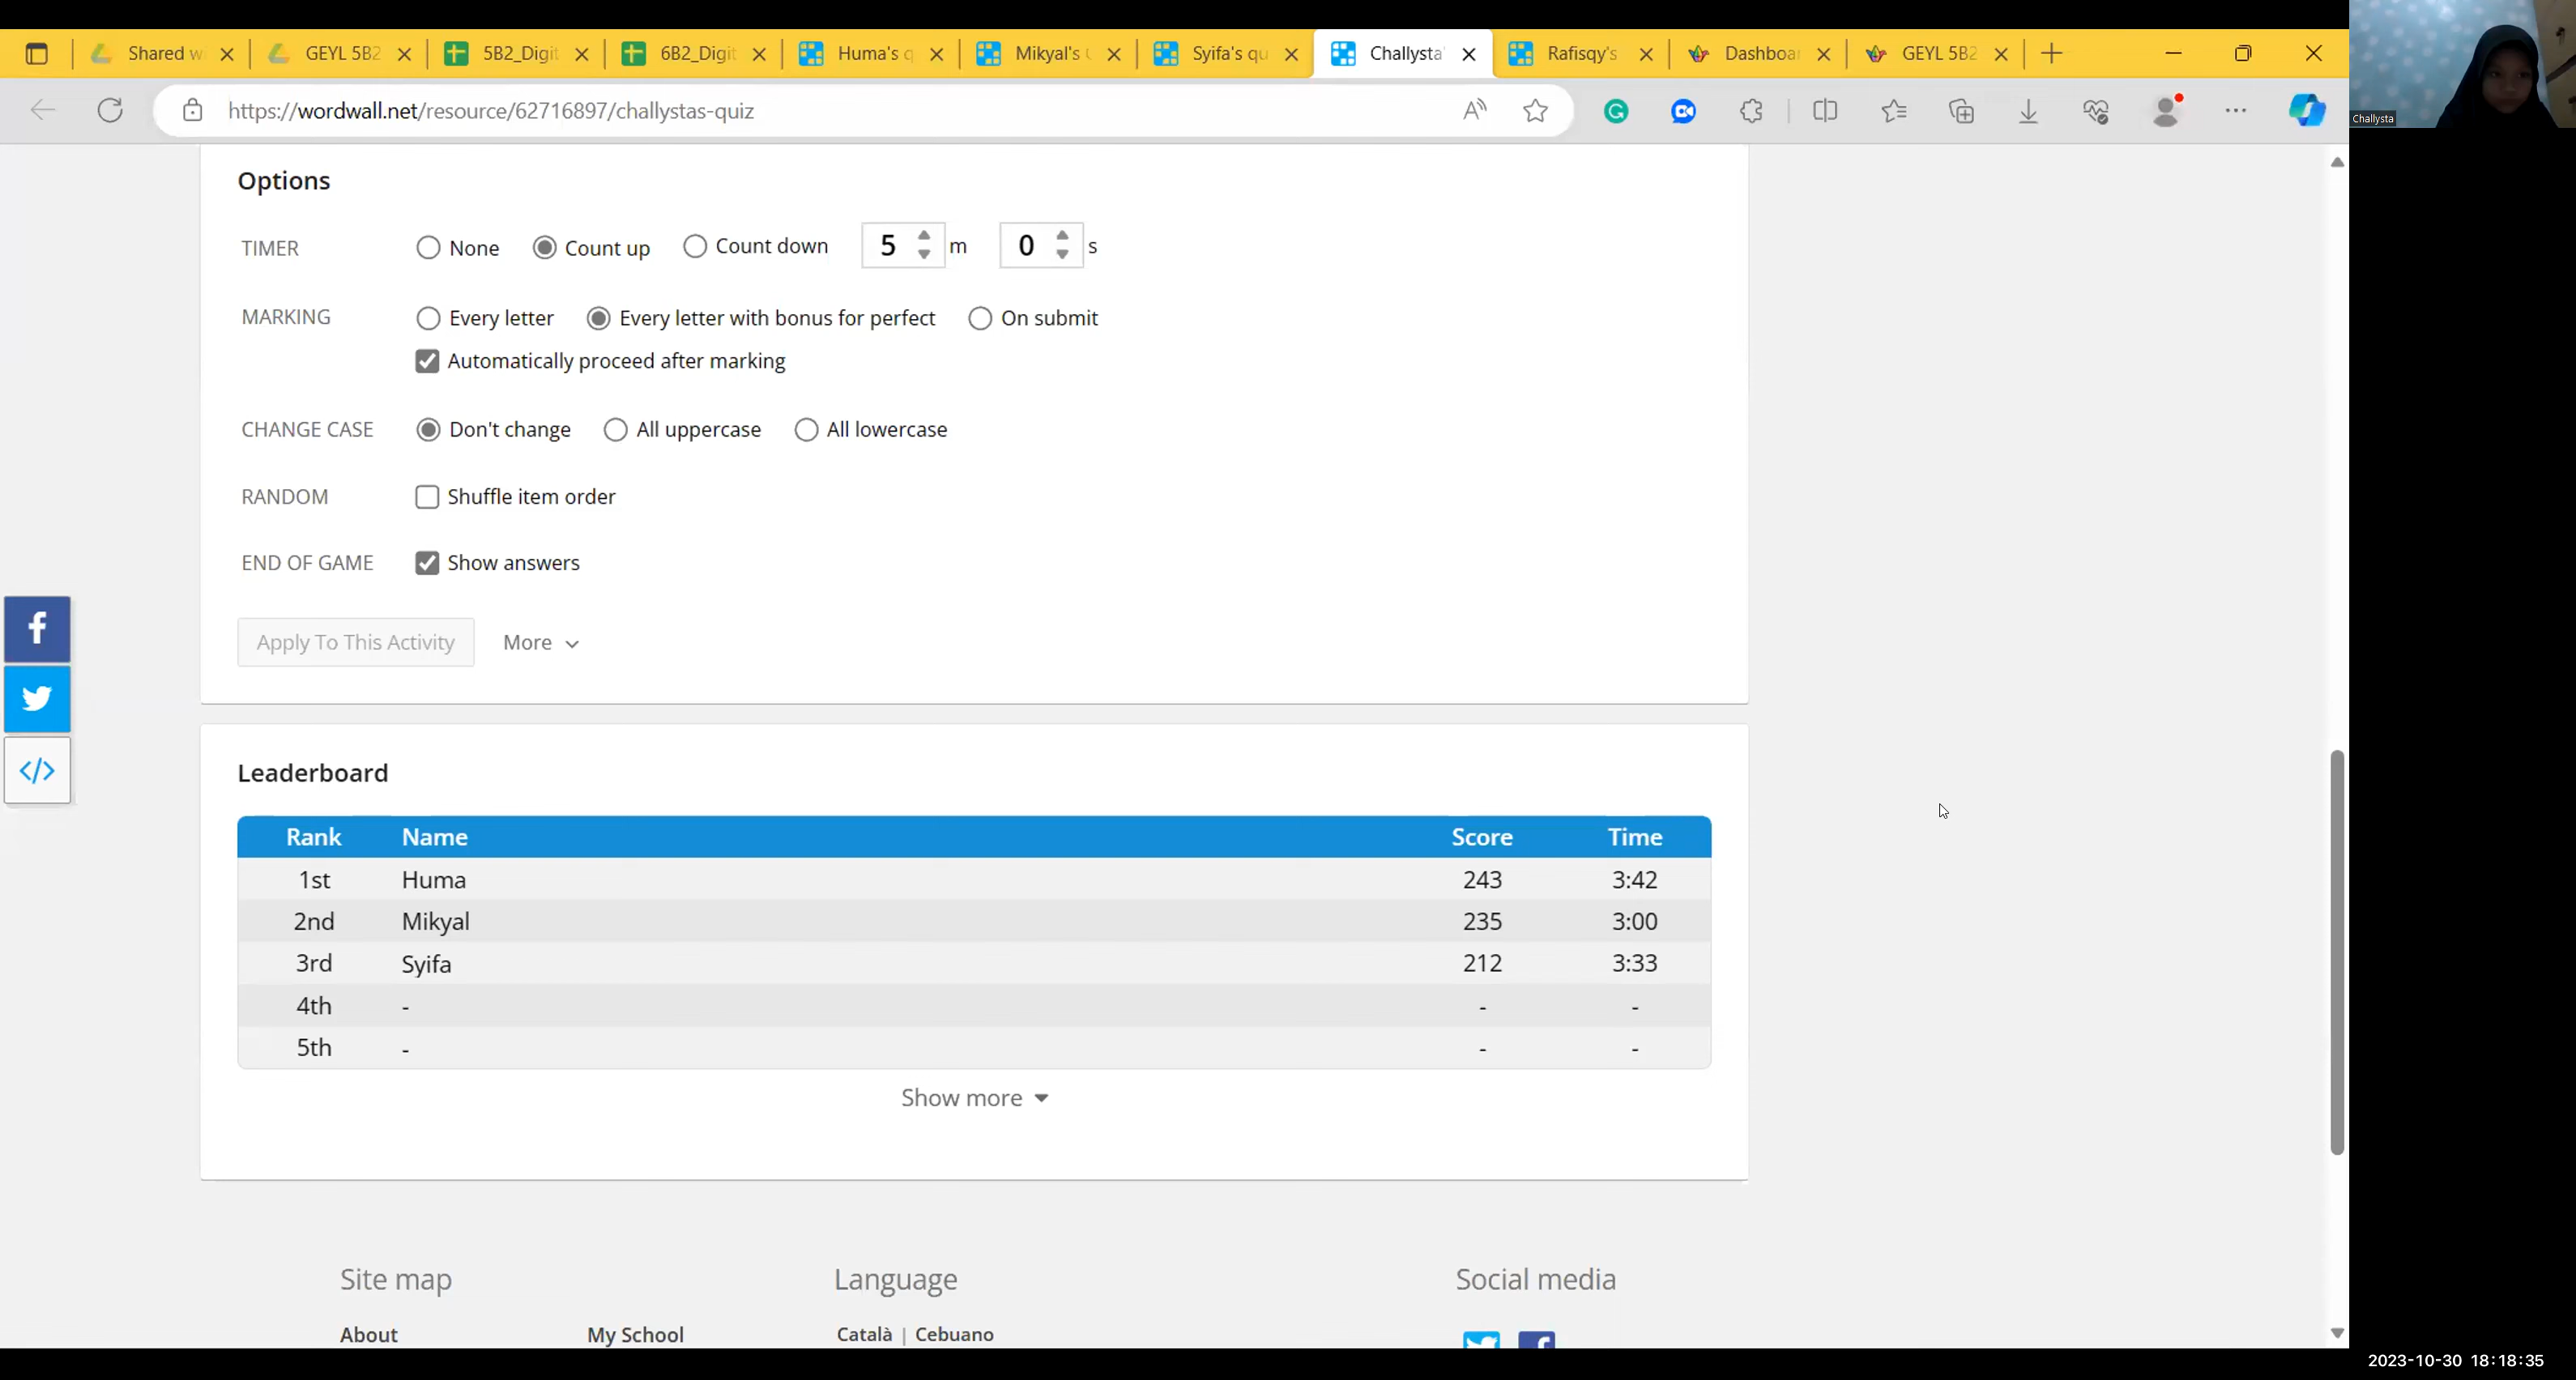 Shared w
GEYL 5B2
5B2_Digit
6B2_Digit
Huma's q
Mikyal's
Syifa's qu
Challysta'
Rafisqy's
Dashboar
GEYL 5B2
https://wordwall.net/resource/62716897/challystas-quiz
Challysta
Options
TIMER None Count up Count down 5 m 0 s
MARKING Every letter Every letter with bonus for perfect On submit
Automatically proceed after marking
CHANGE CASE Don't change All uppercase All lowercase
RANDOM Shuffle item order
END OF GAME Show answers
Apply To This Activity More
Leaderboard
Rank Name Score Time
1st Huma 243 3:42
2nd Mikyal 235 3:00
3rd Syifa 212 3:33
4th - - -
5th - - -
Show more
Site map Language Social media
About My School Català | Cebuano
2023-10-30 18:18:35